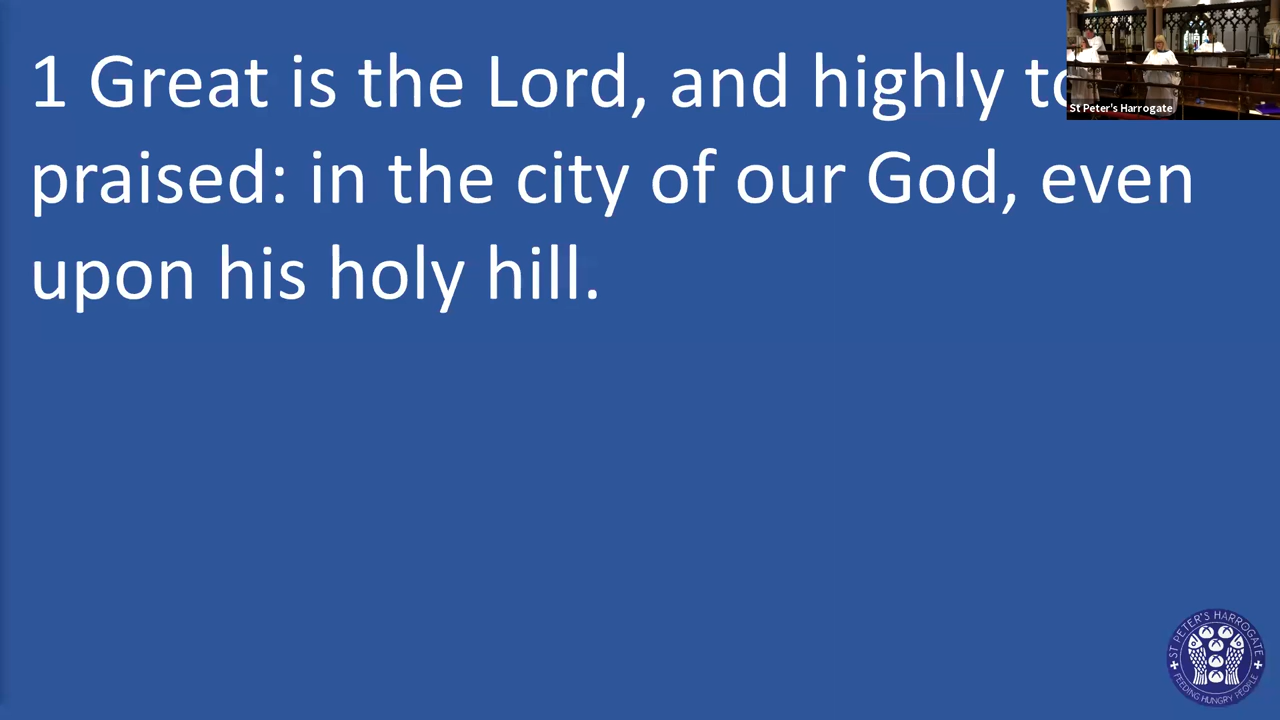 1 Great is the Lord, and highly to
praised: in the city of our God, even
upon his holy hill.
St Peter's Harrogate
ST PETER'S HARROGATE
FEEDING HUNGRY PEOPLE